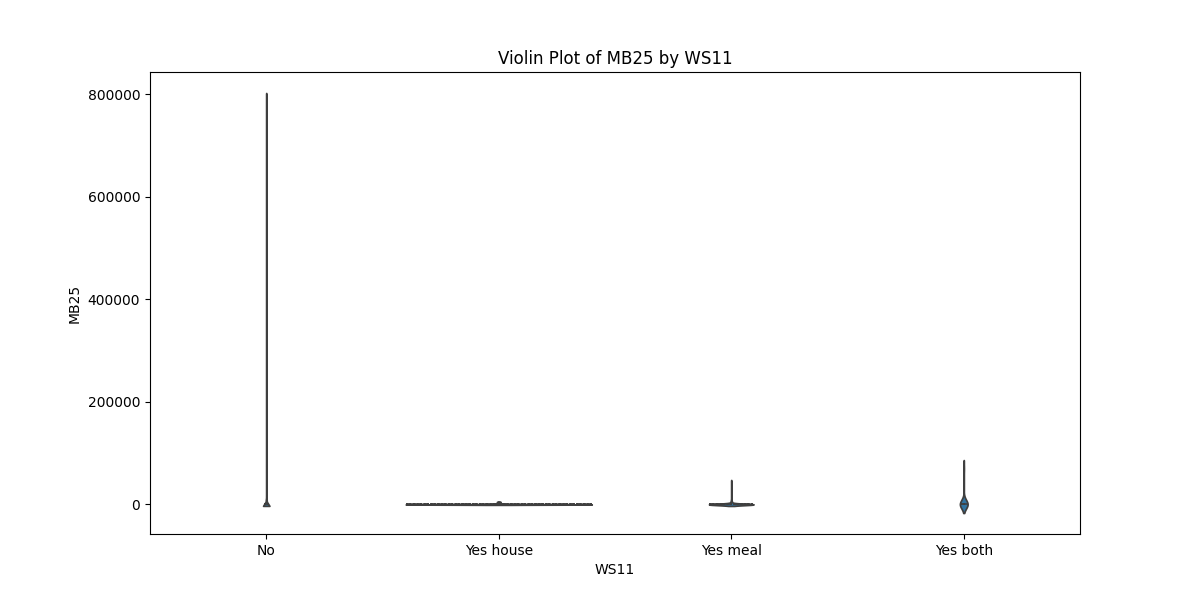 Violin Plot of MB25 by WS11
800000
600000
400000
200000
0
MB25
No
Yes house
Yes meal
Yes both
WS11